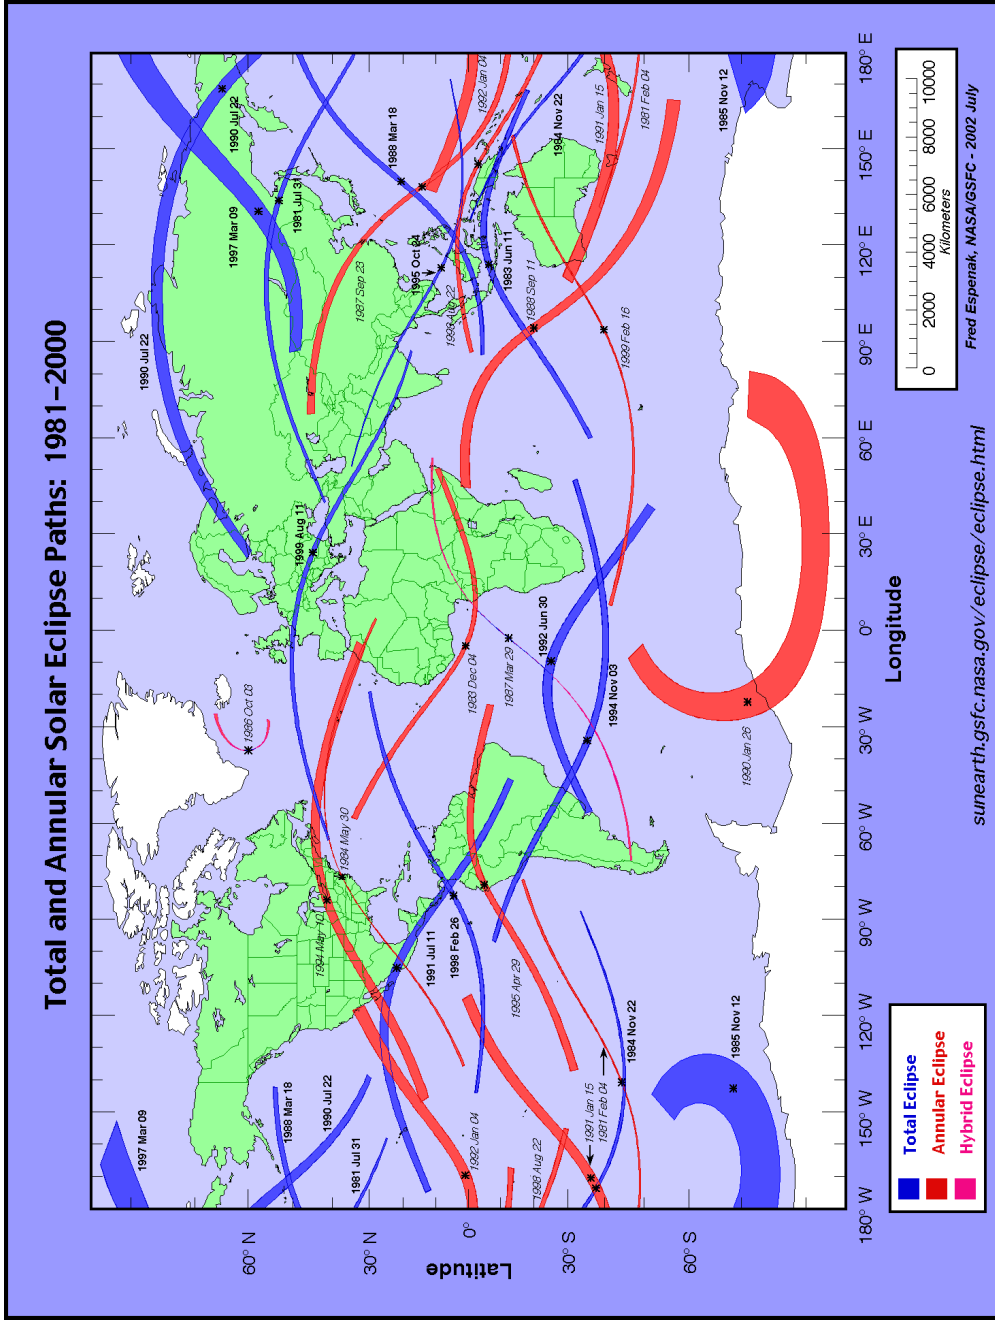 Total and Annular Solar Eclipse Paths: 1981–2000
1997 Mar 09
1988 Mar 18
1990 Jul 22
1981 Jul 31
1994 May 10
1984 May 30
1991 Jul 11
1998 Feb 26
1992 Jan 04
1998 Aug 22
1995 Apr 29
1991 Jan 15
1981 Feb 04
1984 Nov 22
1985 Nov 12
1986 Oct 03
1983 Dec 04
1987 Mar 29
1992 Jun 30
1994 Nov 03
1990 Jan 26
1999 Aug 11
1990 Jul 22
1997 Mar 09
1990 Jul 22
1981 Jul 31
1987 Sep 23
1988 Mar 18
1995 Oct 24
1998 Aug 22
1983 Jun 11
1988 Sep 11
1999 Feb 16
1992 Jan 04
1984 Nov 22
1991 Jan 15
1981 Feb 04
1985 Nov 12
60° N
30° N
0°
30° S
60° S
Latitude
180° W
150° W
120° W
90° W
60° W
30° W
0°
30° E
60° E
90° E
120° E
150° E
180° E
Longitude
Total Eclipse
Annular Eclipse
Hybrid Eclipse
sunearth.gsfc.nasa.gov/eclipse/eclipse.html
0 2000 4000 6000 8000 10000
Kilometers
Fred Espenak, NASA/GSFC - 2002 July